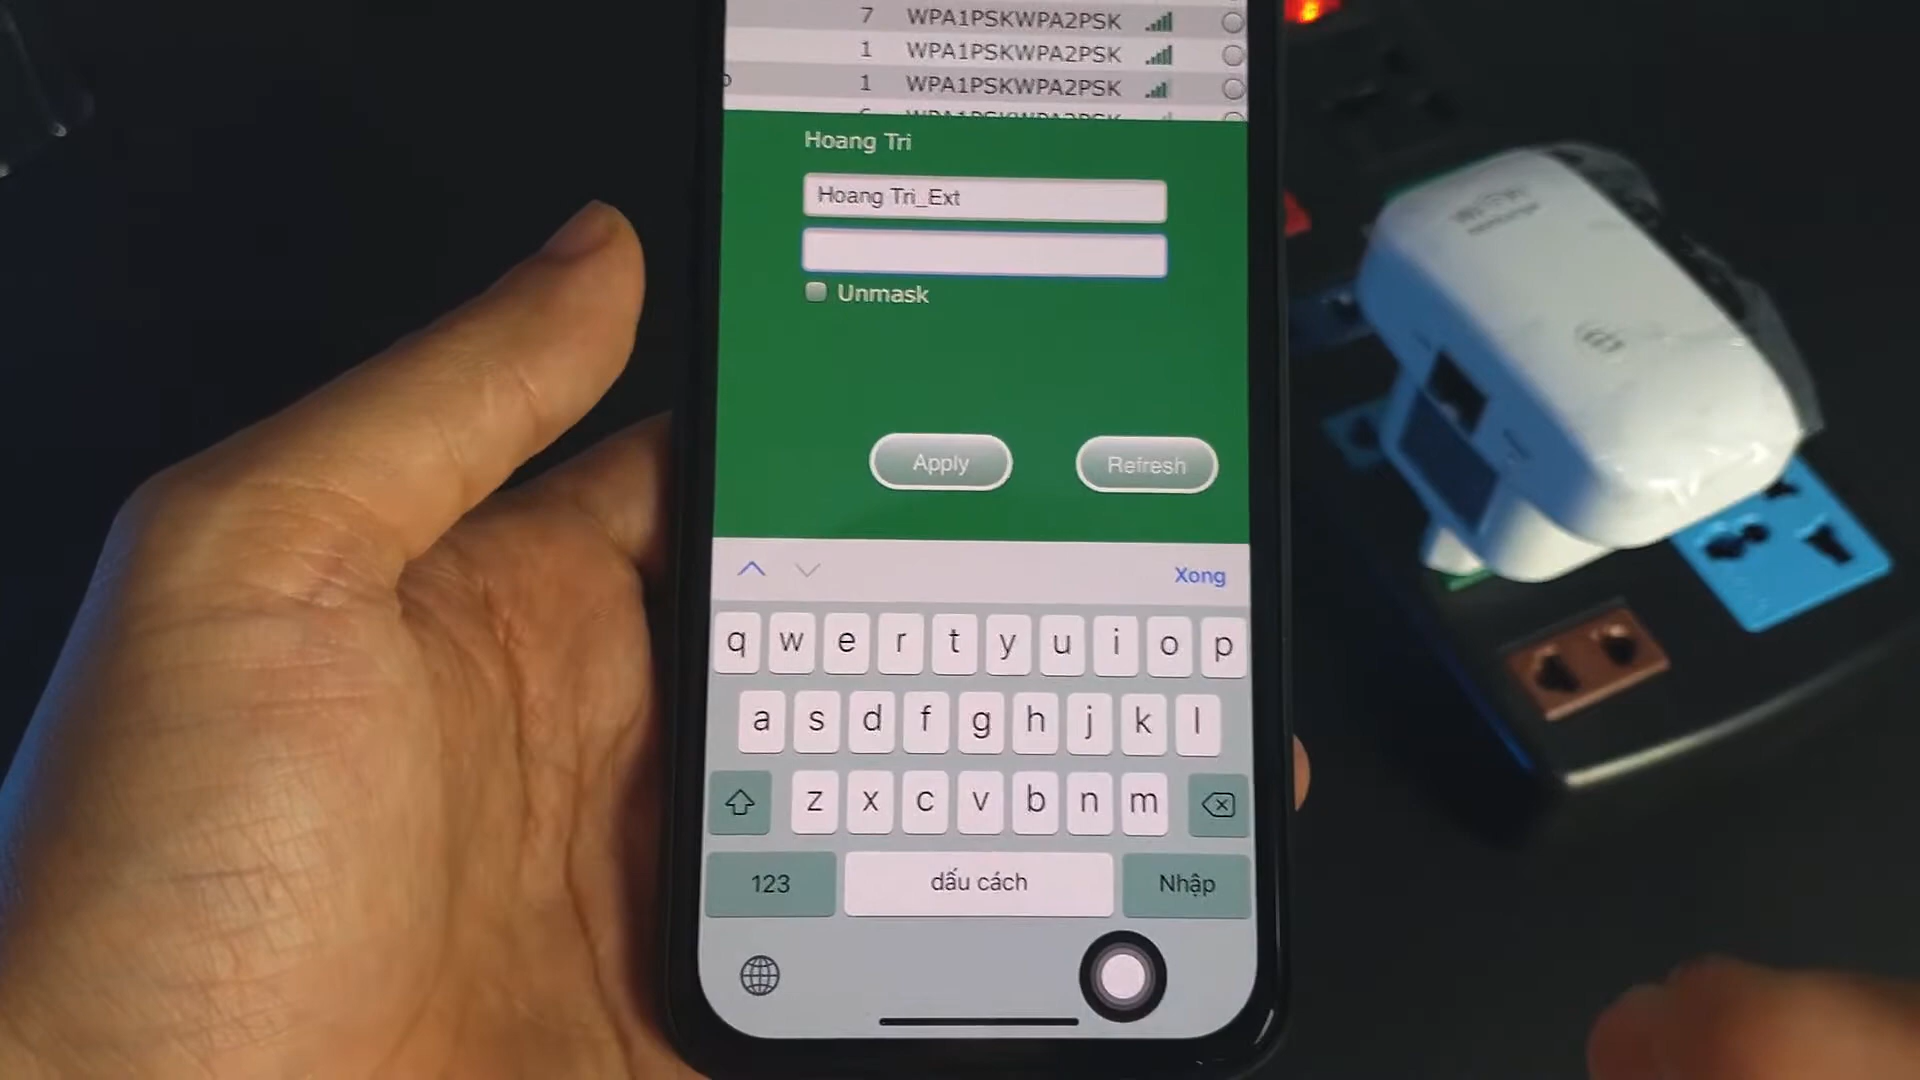 7 WPA1PSKWPA2PSK
1 WPA1PSKWPA2PSK
1 WPA1PSKWPA2PSK
Hoang Tri
Hoang Tri_Ext
Unmask
Apply Refresh
Xong
q w e r t y u i o p
a s d f g h j k l
z x c v b n m
123 dấu cách Nhập